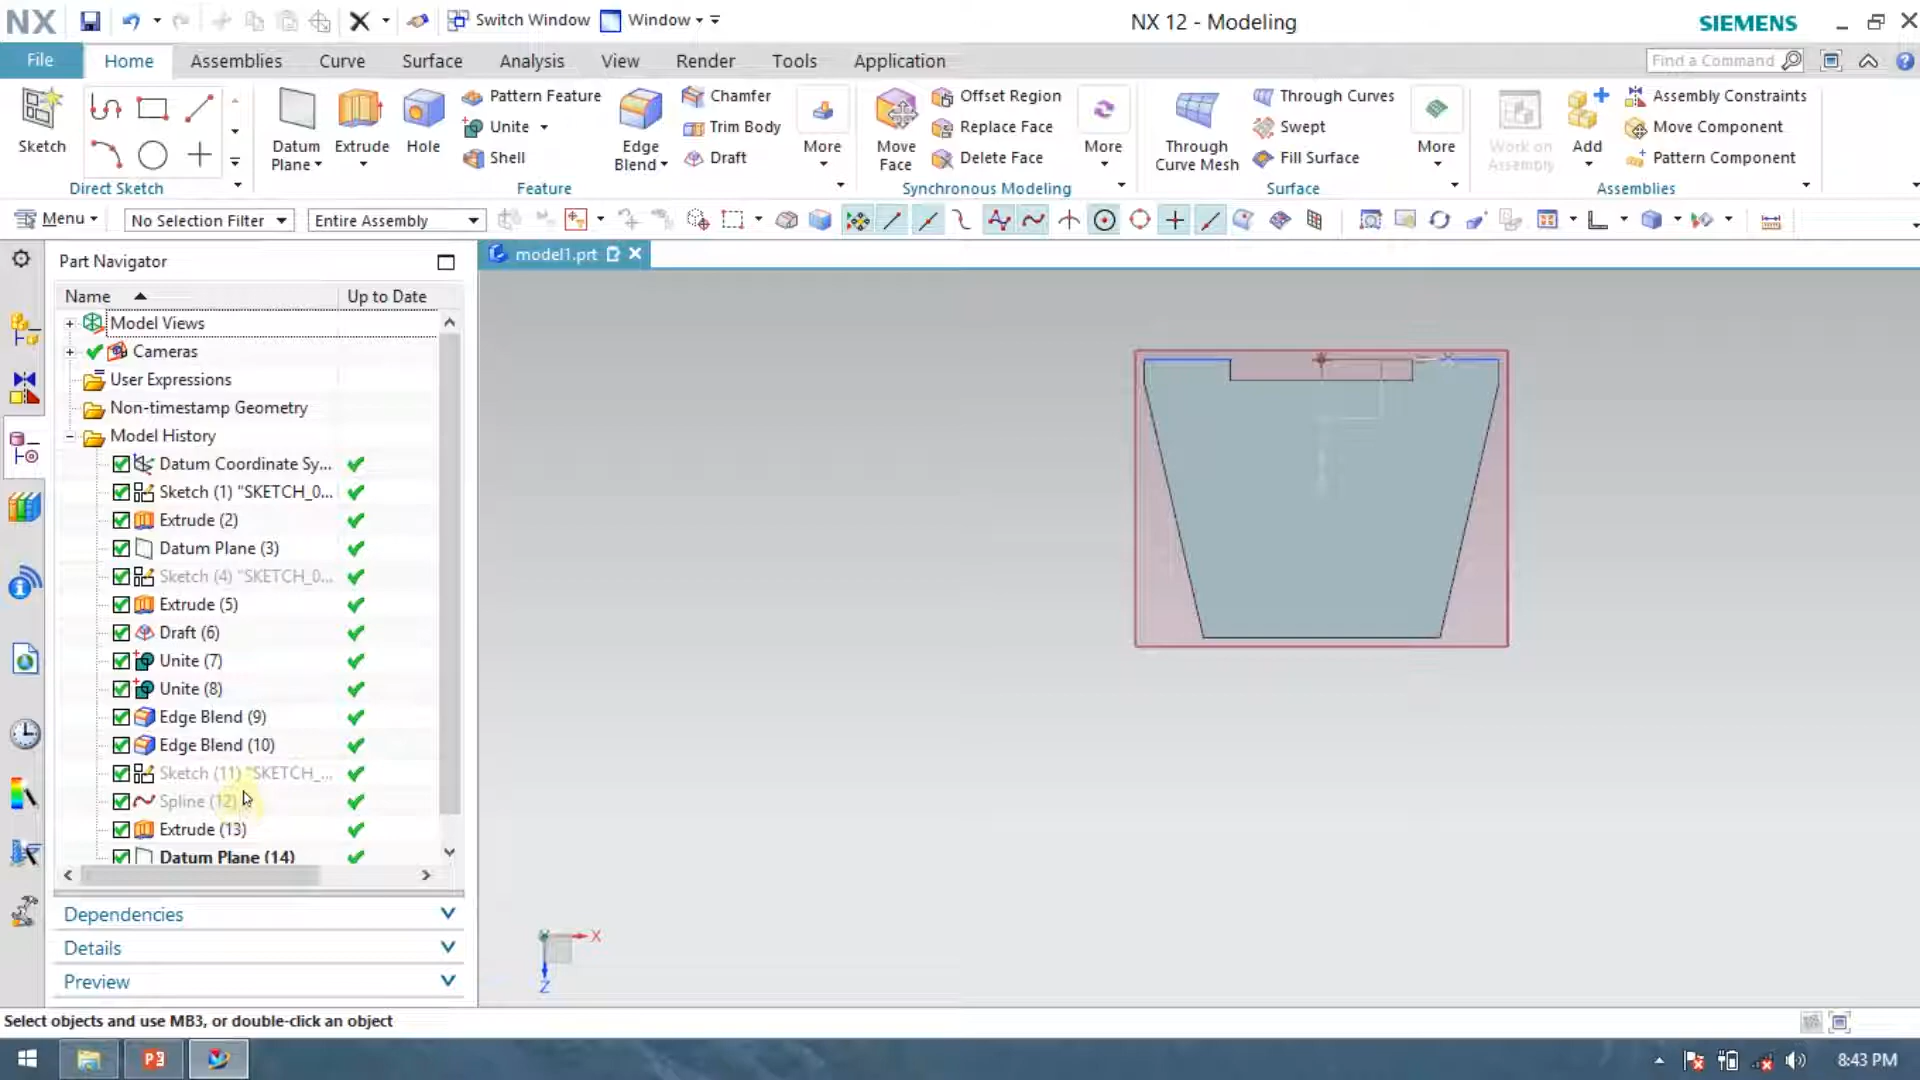 NX
Switch Window
Window
NX 12 - Modeling
SIEMENS
File
Home
Assemblies
Curve
Surface
Analysis
View
Render
Tools
Application
Find a Command
Sketch
Direct Sketch
Datum
Plane
Extrude
Hole
Pattern Feature
Unite
Shell
Edge
Blend
Chamfer
Trim Body
Draft
More
Feature
Move
Face
Offset Region
Replace Face
Delete Face
More
Synchronous Modeling
Through
Curve Mesh
Through Curves
Swept
Fill Surface
More
Surface
Work on
Assembly
Add
Assembly Constraints
Move Component
Pattern Component
Assemblies
Menu
No Selection Filter
Entire Assembly
Part Navigator
model1.prt
Name
Up to Date
Model Views
Cameras
User Expressions
Non-timestamp Geometry
Model History
Datum Coordinate Sy...
Sketch (1) "SKETCH_0...
Extrude (2)
Datum Plane (3)
Sketch (4) "SKETCH_0...
Extrude (5)
Draft (6)
Unite (7)
Unite (8)
Edge Blend (9)
Edge Blend (10)
Sketch (11) "SKETCH_...
Spline (12)
Extrude (13)
Datum Plane (14)
Dependencies
Details
Preview
X
Z
Select objects and use MB3, or double-click an object
8:43 PM